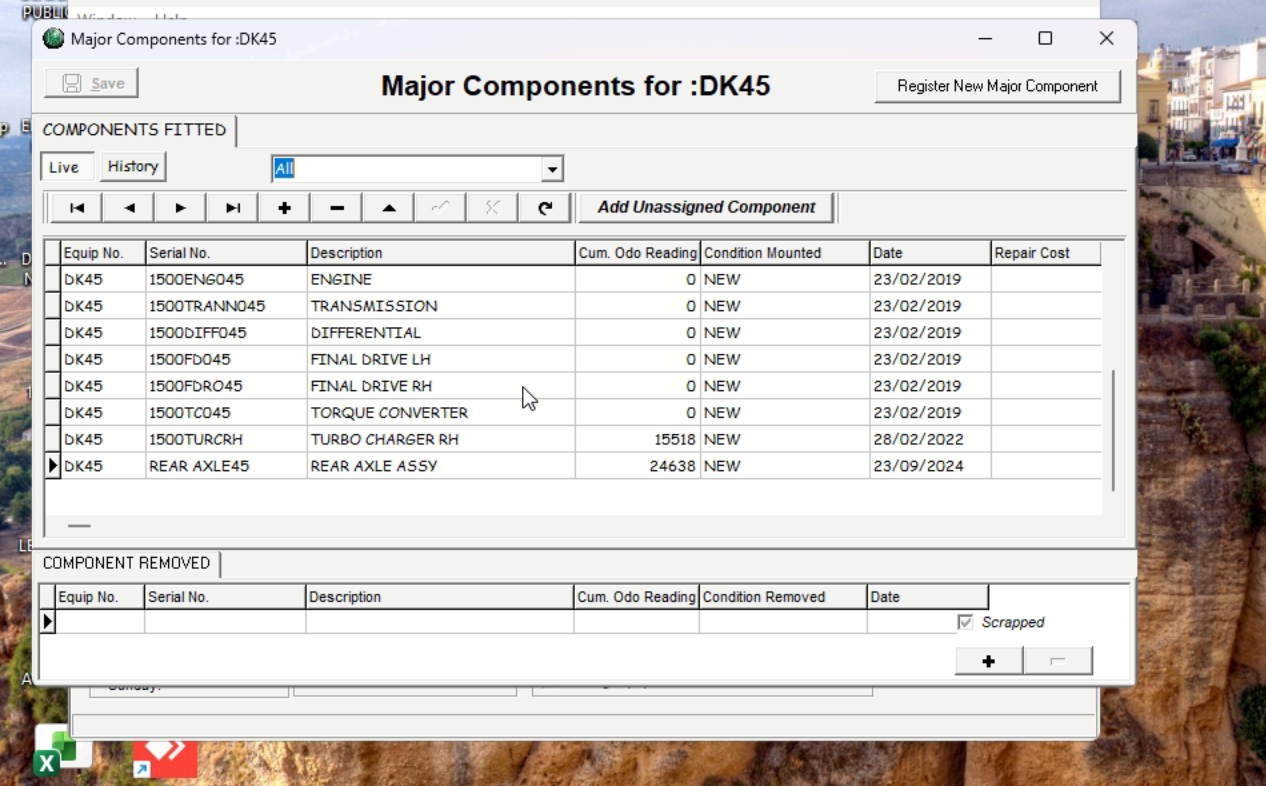 PUBLI
Window Help
Major Components for :DK45
Save
Major Components for :DK45
Register New Major Component
COMPONENTS FITTED
Live
History
All
Add Unassigned Component
Equip No. Serial No. Description Cum. Odo Reading Condition Mounted Date Repair Cost
DK45 1500ENG045 ENGINE 0 NEW 23/02/2019
DK45 1500TRANN045 TRANSMISSION 0 NEW 23/02/2019
DK45 1500DIFF045 DIFFERENTIAL 0 NEW 23/02/2019
DK45 1500FD045 FINAL DRIVE LH 0 NEW 23/02/2019
DK45 1500FDRO45 FINAL DRIVE RH 0 NEW 23/02/2019
DK45 1500TC045 TORQUE CONVERTER 0 NEW 23/02/2019
DK45 1500TURCRH TURBO CHARGER RH 15518 NEW 28/02/2022
DK45 REAR AXLE45 REAR AXLE ASSY 24638 NEW 23/09/2024
COMPONENT REMOVED
Equip No. Serial No. Description Cum. Odo Reading Condition Removed Date
Scrapped
Sunday:
X